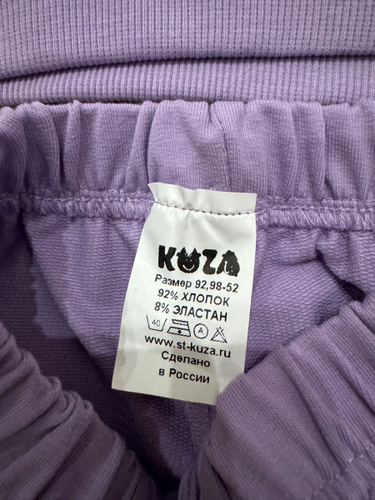 KUZA
Размер 92,98-52
92% ХЛОПОК
8% ЭЛАСТАН
40 A
www.st-kuza.ru
Сделано
в России